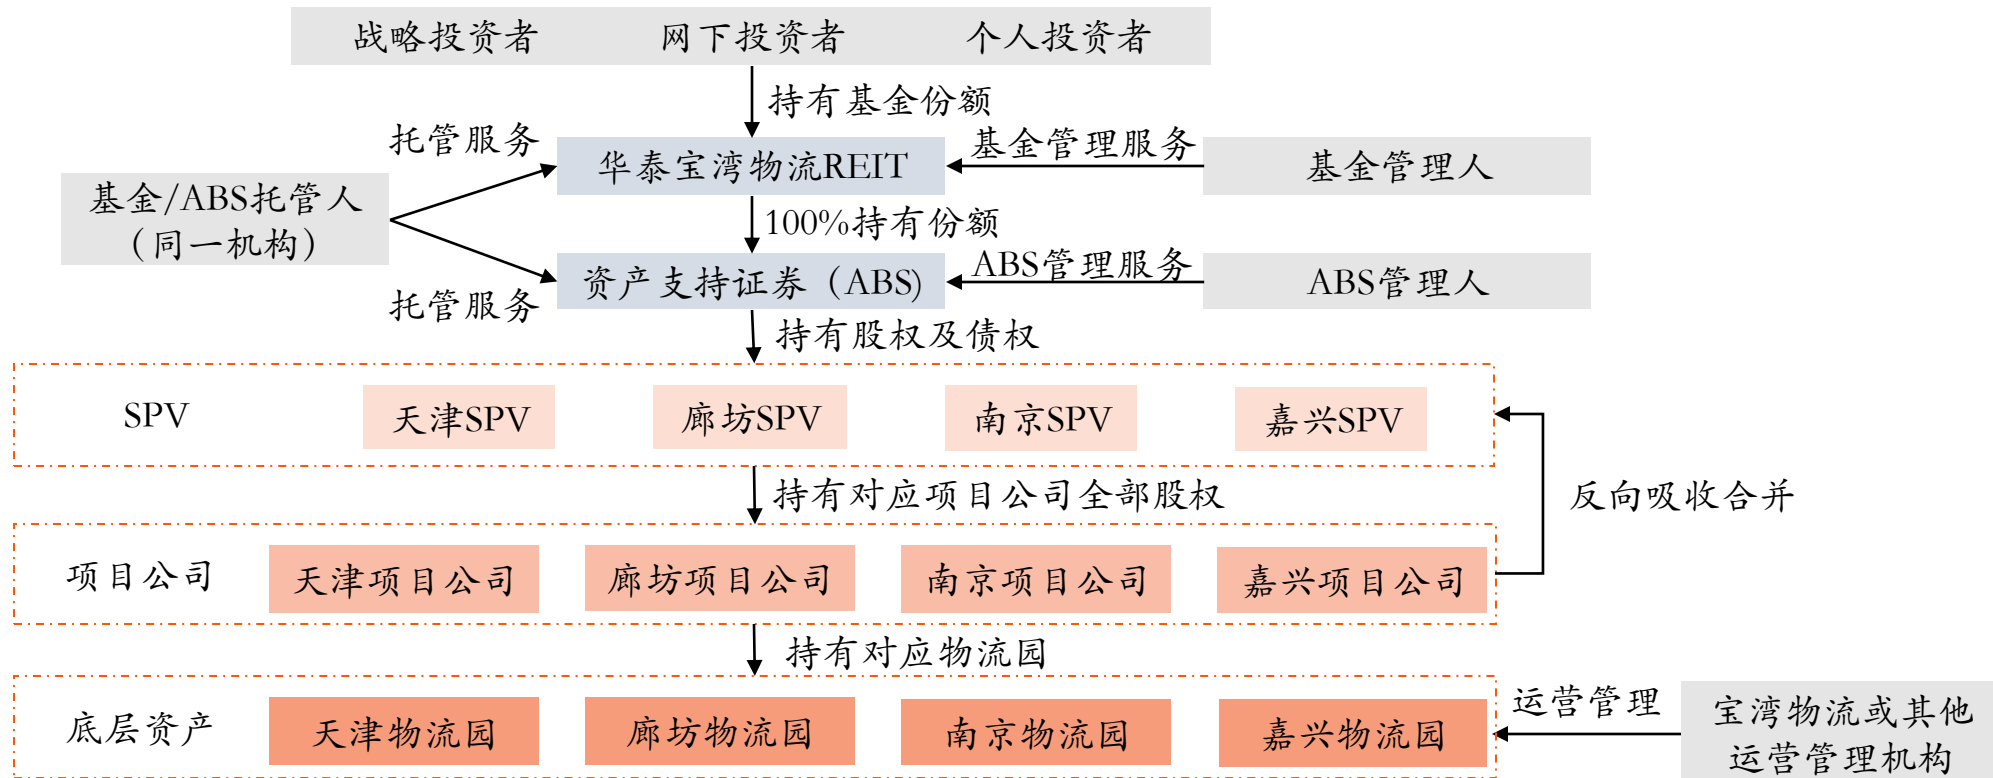 战略投资者 网下投资者 个人投资者
持有基金份额
托管服务
华泰宝湾物流REIT
基金管理服务
基金管理人
基金/ABS托管人
（同一机构）
100%持有份额
资产支持证券（ABS)
ABS管理服务
ABS管理人
托管服务
持有股权及债权
SPV 天津SPV 廊坊SPV 南京SPV 嘉兴SPV
持有对应项目公司全部股权
反向吸收合并
项目公司 天津项目公司 廊坊项目公司 南京项目公司 嘉兴项目公司
持有对应物流园
底层资产 天津物流园 廊坊物流园 南京物流园 嘉兴物流园
运营管理
宝湾物流或其他
运营管理机构